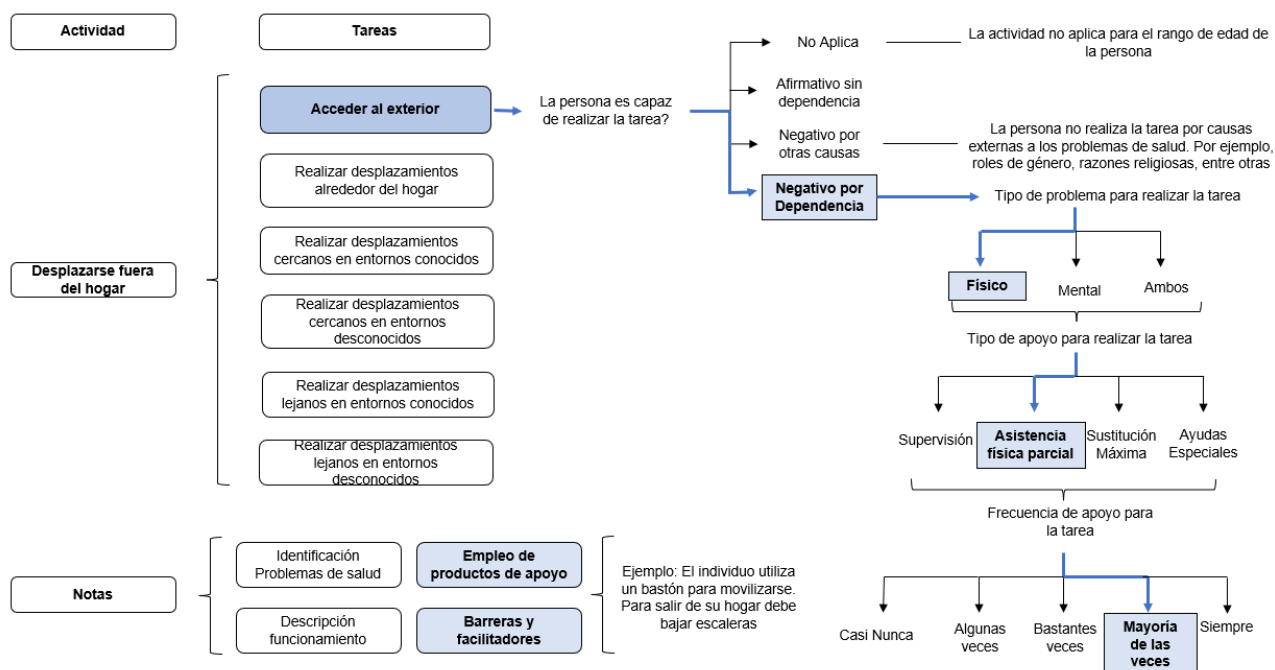 Actividad
Tareas
Acceder al exterior
Realizar desplazamientos
alrededor del hogar
Realizar desplazamientos
cercanos en entornos conocidos
Realizar desplazamientos
cercanos en entornos
desconocidos
Realizar desplazamientos
lejanos en entornos conocidos
Realizar desplazamientos
lejanos en entornos
desconocidos
Desplazarse fuera
del hogar
La persona es capaz
de realizar la tarea?
No Aplica
La actividad no aplica para el rango de edad de
la persona
Afirmativo sin
dependencia
Negativo por
otras causas
La persona no realiza la tarea por causas
externas a los problemas de salud. Por ejemplo,
roles de género, razones religiosas, entre otras
Negativo por
Dependencia
Tipo de problema para realizar la tarea
Físico
Mental
Ambos
Tipo de apoyo para realizar la tarea
Supervisión
Asistencia
física parcial
Sustitución
Máxima
Ayudas
Especiales
Frecuencia de apoyo para
la tarea
Casi Nunca
Algunas
veces
Bastantes
veces
Mayoría
de las
veces
Siempre
Notas
Identificación
Problemas de salud
Empleo de
productos de apoyo
Descripción
funcionamiento
Barreras y
facilitadores
Ejemplo: El individuo utiliza
un bastón para movilizarse.
Para salir de su hogar debe
bajar escaleras